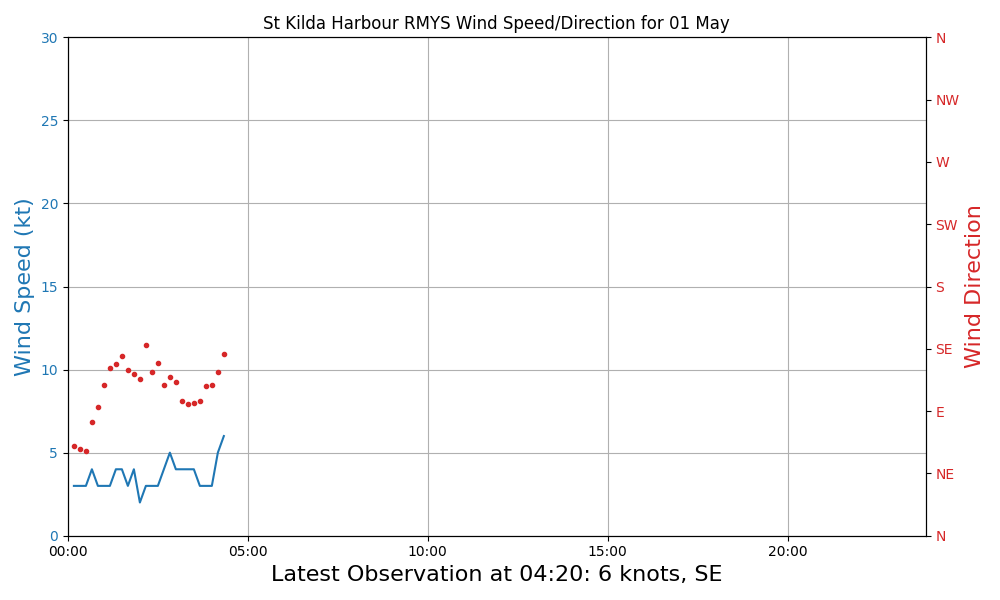 St Kilda Harbour RMYS Wind Speed/Direction for 01 May
30
25
20
15
10
5
0
Wind Speed (kt)
N
NW
W
SW
S
SE
E
NE
N
Wind Direction
00:00
05:00
10:00
15:00
20:00
Latest Observation at 04:20: 6 knots, SE